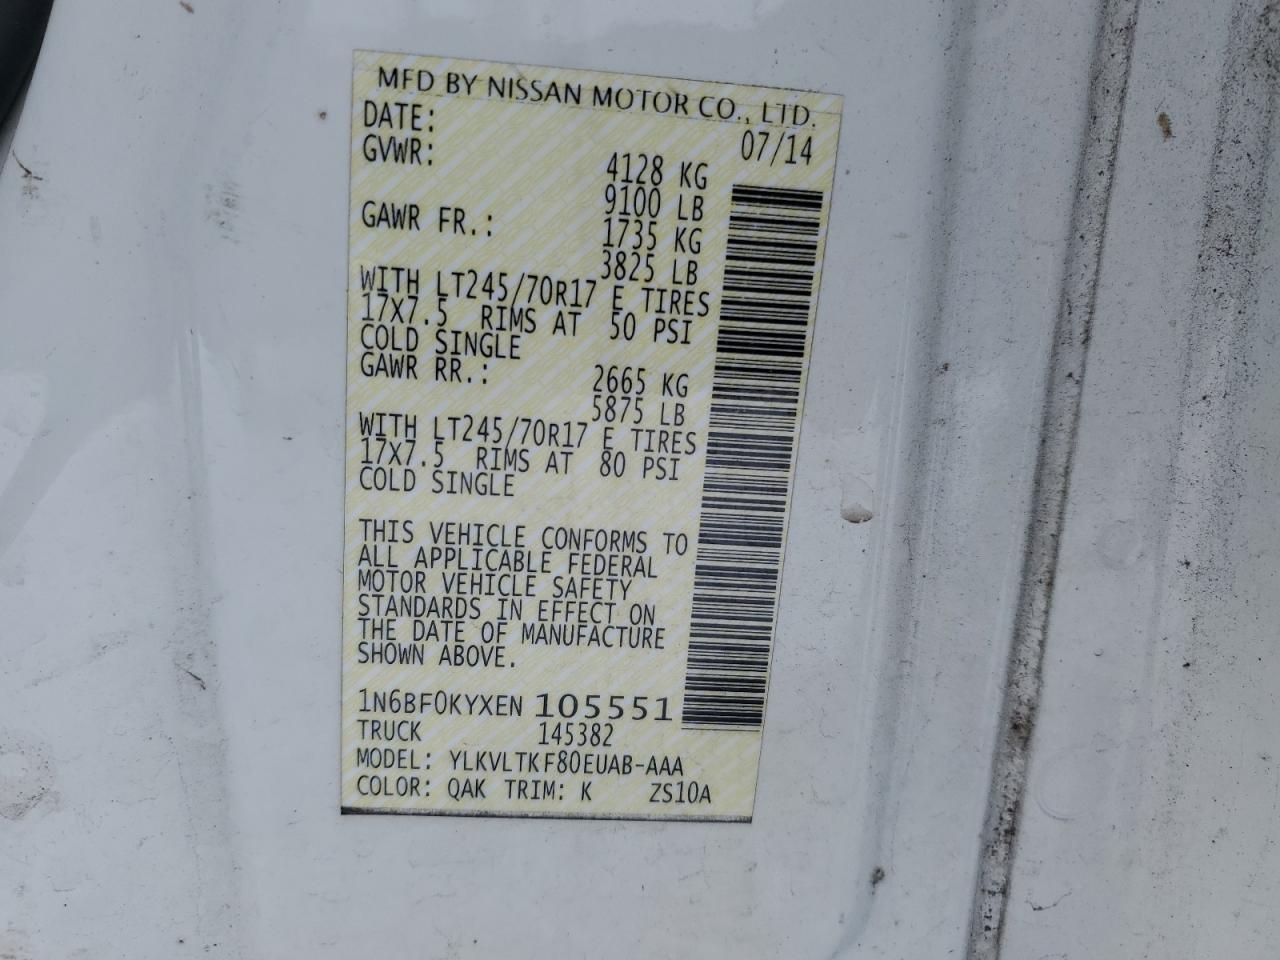 MFD BY NISSAN MOTOR CO., LTD.
DATE: 07/14
GVWR: 4128 KG
9100 LB
GAWR FR.: 1735 KG
3825 LB
WITH LT245/70R17 E TIRES
17X7.5 RIMS AT 50 PSI
COLD SINGLE
GAWR RR.: 2665 KG
5875 LB
WITH LT245/70R17 E TIRES
17X7.5 RIMS AT 80 PSI
COLD SINGLE
THIS VEHICLE CONFORMS TO
ALL APPLICABLE FEDERAL
MOTOR VEHICLE SAFETY
STANDARDS IN EFFECT ON
THE DATE OF MANUFACTURE
SHOWN ABOVE.
1N6BF0KYXEN 105551
TRUCK 145382
MODEL: YLKVLTKF80EUAB-AAA
COLOR: QAK TRIM: K ZS10A